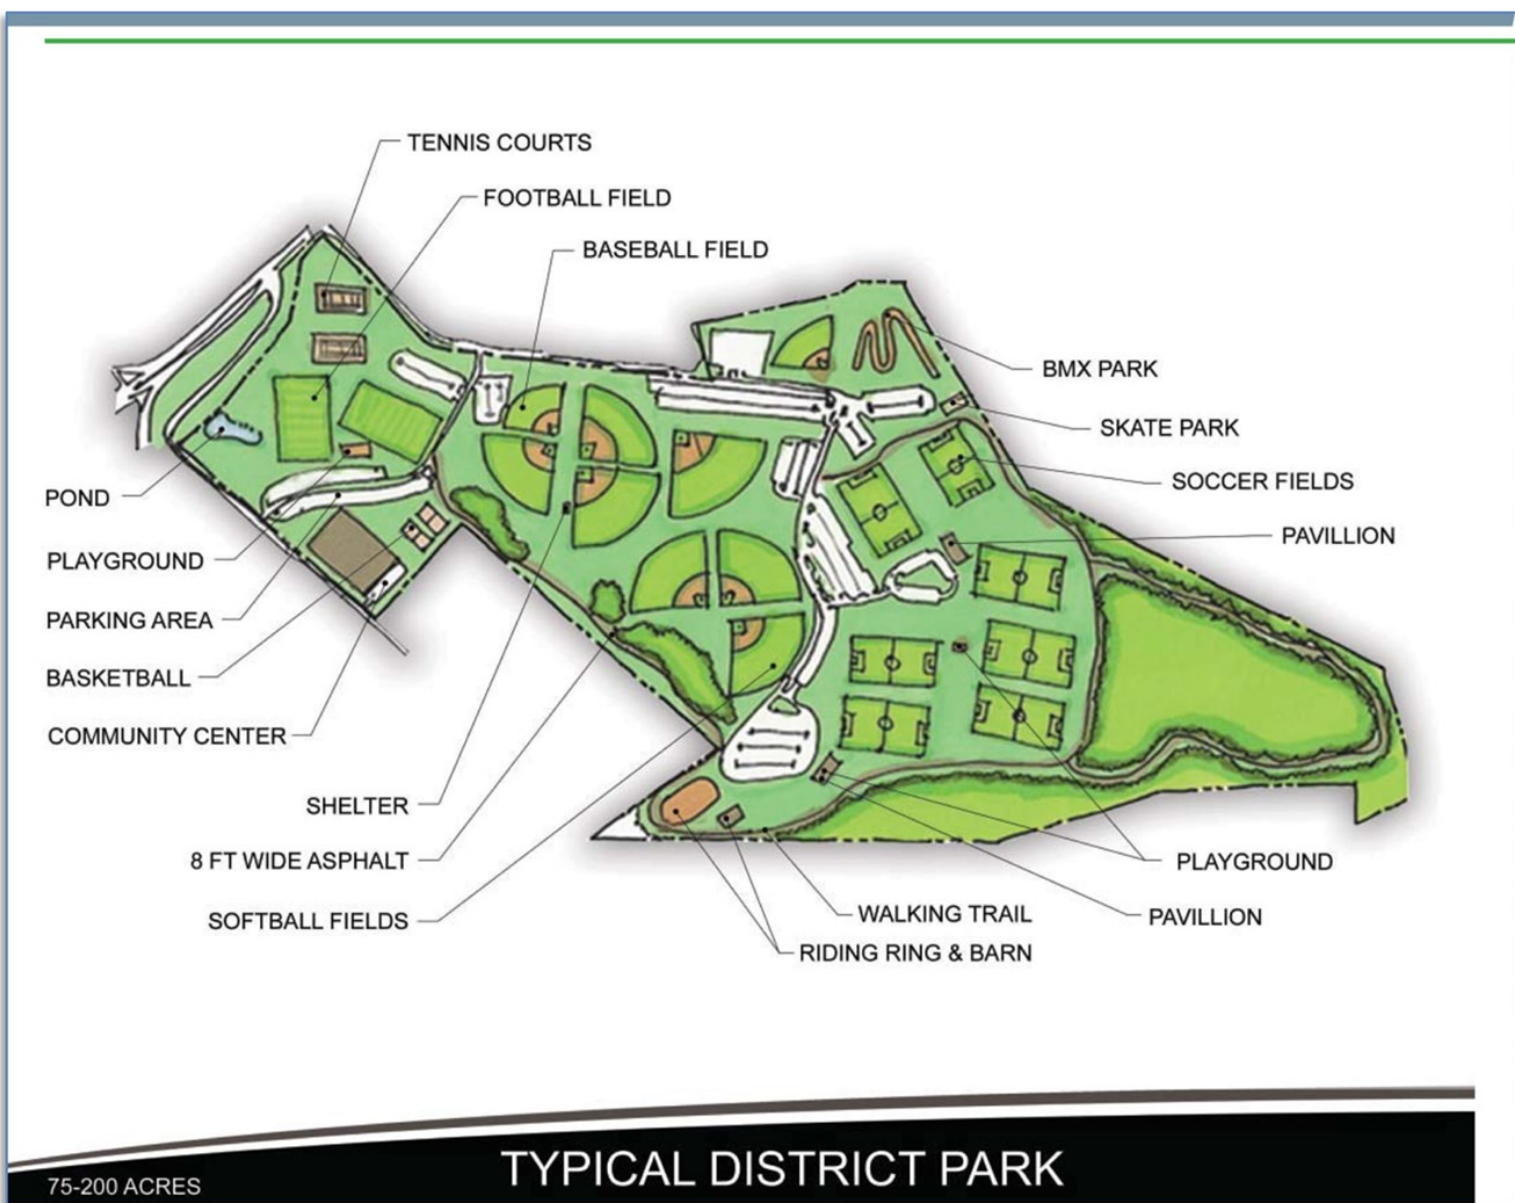 TENNIS COURTS
FOOTBALL FIELD
BASEBALL FIELD
BMX PARK
SKATE PARK
SOCCER FIELDS
PAVILLION
POND
PLAYGROUND
PARKING AREA
BASKETBALL
COMMUNITY CENTER
SHELTER
8 FT WIDE ASPHALT
SOFTBALL FIELDS
PLAYGROUND
WALKING TRAIL
PAVILLION
RIDING RING & BARN
TYPICAL DISTRICT PARK
75-200 ACRES